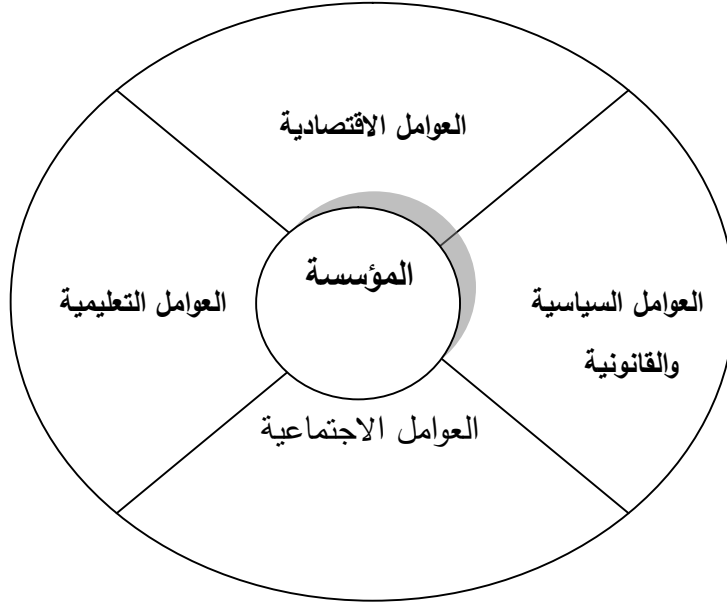 العوامل الاقتصادية
المؤسسة
العوامل السياسية
والقانونية
العوامل التعليمية
العوامل الاجتماعية